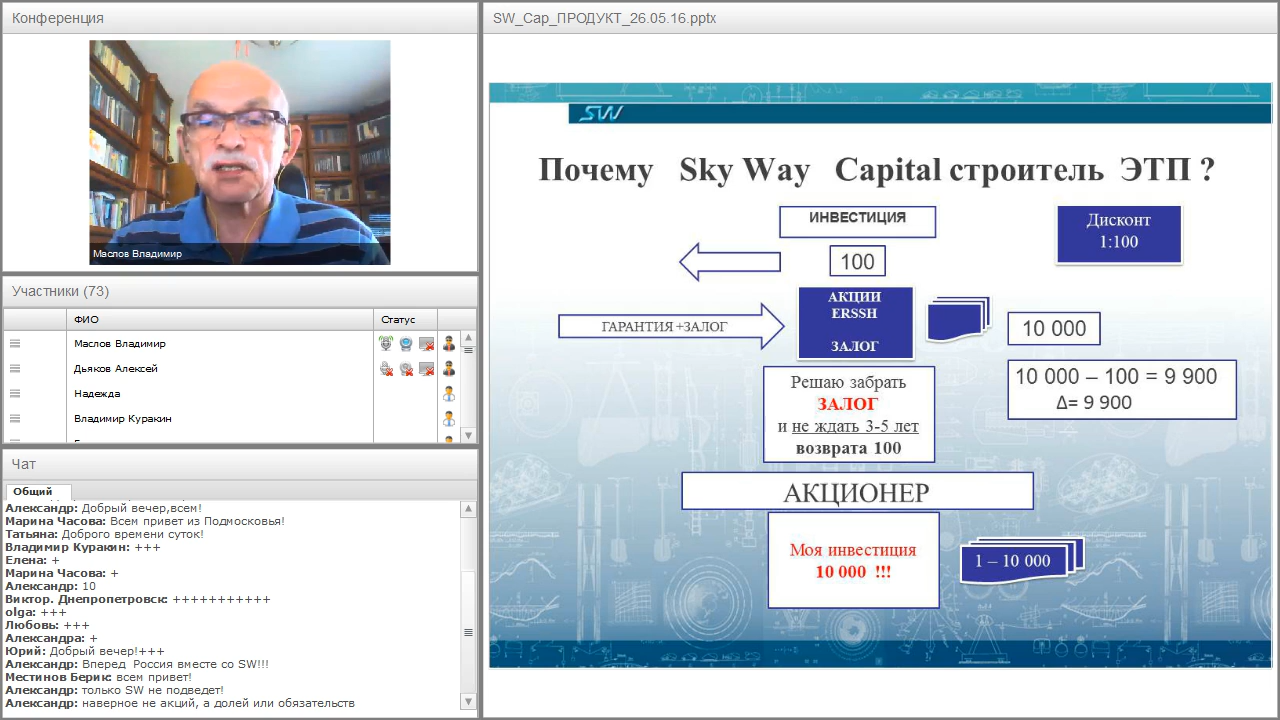 Конференция
Маслов Владимир
Участники (73)
ФИО
Статус
Маслов Владимир
Дьяков Алексей
Надежда
Владимир Куракин
Чат
Общий
Александр: Добрый вечер,всем!
Марина Часова: Всем привет из Подмосковья!
Татьяна: Доброго времени суток!
Владимир Куракин: +++
Елена: +
Марина Часова: +
Александр: 10
Виктор, Днепропетровск: +++++++++++
olga: +++
Любовь: +++
Александра: +
Юрий: Добрый вечер!+++
Александр: Вперед Россия вместе со SW!!!
Местинов Берик: всем привет!
Александр: только SW не подведет!
Александр: наверное не акций, а долей или обязательств
SW_Cap_ПРОДУКТ_26.05.16.pptx
SW
Почему Sky Way Capital строитель ЭТП ?
ИНВЕСТИЦИЯ
Дисконт
1:100
100
АКЦИИ
ERSSH
ЗАЛОГ
ГАРАНТИЯ +ЗАЛОГ
10 000
10 000 – 100 = 9 900
Δ= 9 900
Решаю забрать
ЗАЛОГ
и не ждать 3-5 лет
возврата 100
АКЦИОНЕР
Моя инвестиция
10 000 !!!
1 – 10 000